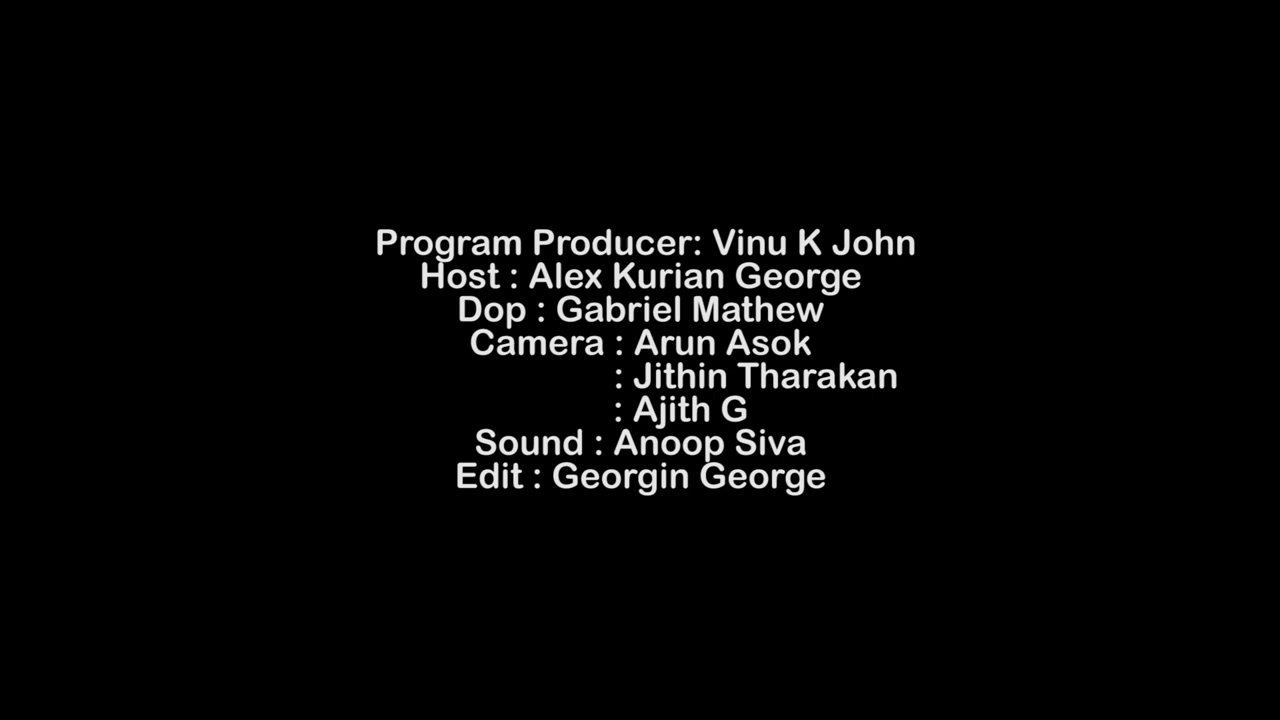 Program Producer: Vinu K John
Host : Alex Kurian George
Dop : Gabriel Mathew
Camera : Arun Asok
: Jithin Tharakan
: Ajith G
Sound : Anoop Siva
Edit : Georgin George